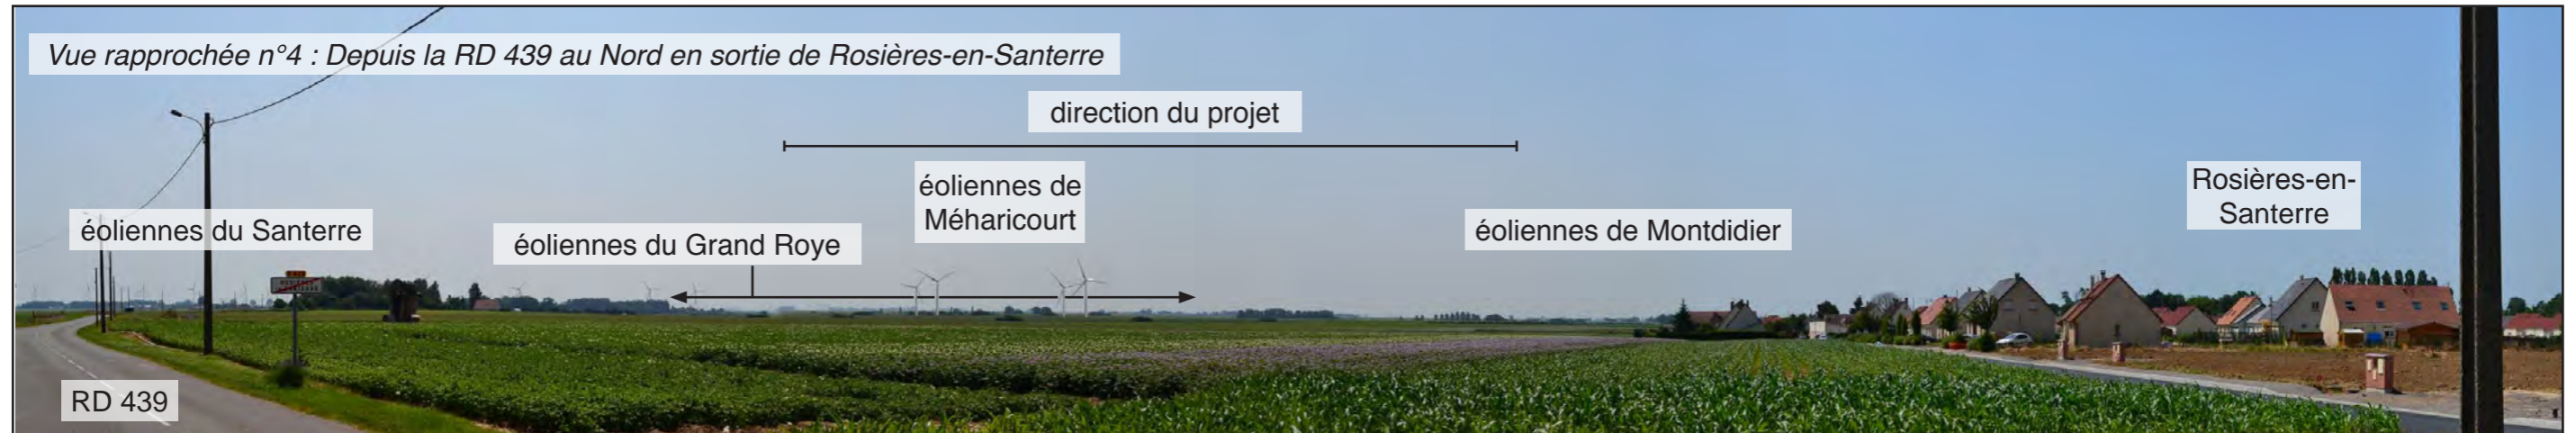 Vue rapprochée n°4 : Depuis la RD 439 au Nord en sortie de Rosières-en-Santerre
direction du projet
éoliennes de
Méharicourt
Rosières-en-
Santerre
éoliennes du Santerre
éoliennes du Grand Roye
éoliennes de Montdidier
RD 439